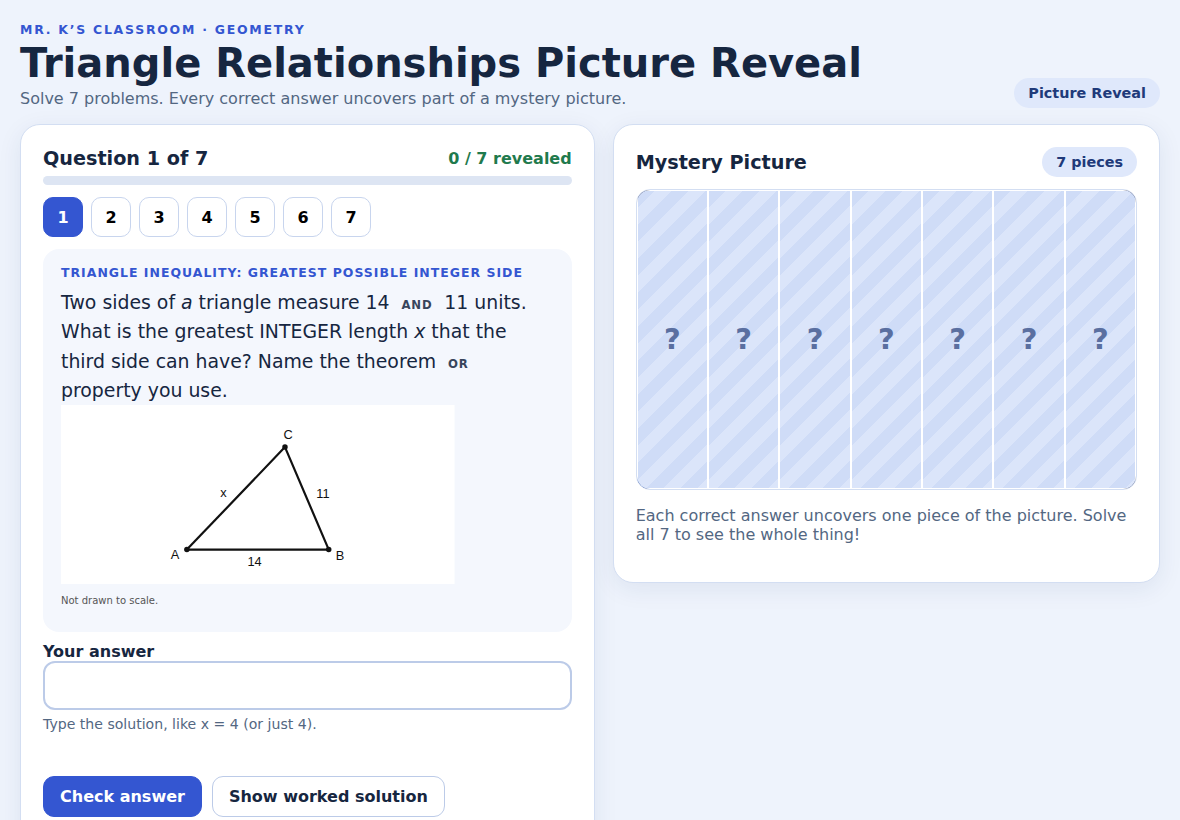 MR. K'S CLASSROOM · GEOMETRY
Triangle Relationships Picture Reveal
Solve 7 problems. Every correct answer uncovers part of a mystery picture.
Picture Reveal
Question 1 of 7
0 / 7 revealed
1 2 3 4 5 6 7
TRIANGLE INEQUALITY: GREATEST POSSIBLE INTEGER SIDE
Two sides of a triangle measure 14 AND 11 units.
What is the greatest INTEGER length x that the
third side can have? Name the theorem OR
property you use.
C
x
11
A
B
14
Not drawn to scale.
Your answer
Type the solution, like x = 4 (or just 4).
Check answer
Show worked solution
Mystery Picture
7 pieces
? ? ? ? ? ? ?
Each correct answer uncovers one piece of the picture. Solve
all 7 to see the whole thing!